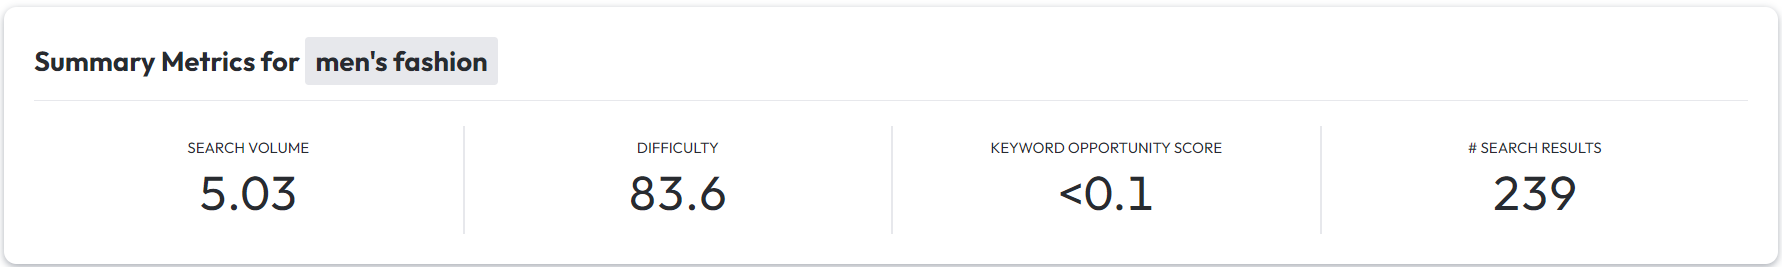 Summary Metrics for men's fashion
SEARCH VOLUME
5.03
DIFFICULTY
83.6
KEYWORD OPPORTUNITY SCORE
<0.1
# SEARCH RESULTS
239